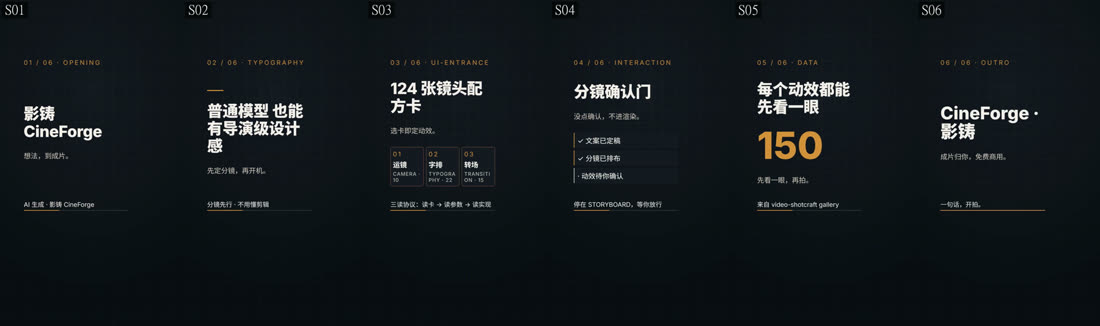 S01
01 / 06 · OPENING
影铸
CineForge
想法，到成片。
AI 生成 · 影铸 CineForge
S02
02 / 06 · TYPOGRAPHY
普通模型 也能
有导演级设计
感
先定分镜，再开机。
分镜先行 · 不用懂剪辑
S03
03 / 06 · UI-ENTRANCE
124 张镜头配
方卡
选卡即定动效。
01
运镜
CAMERA ·
10
02
字排
TYPOGRA
PHY · 22
03
转场
TRANSITI
ON · 15
三读协议：读卡 → 读参数 → 读实现
S04
04 / 06 · INTERACTION
分镜确认门
没点确认，不进渲染。
✓ 文案已定稿
✓ 分镜已排布
· 动效待你确认
停在 STORYBOARD，等你放行
S05
05 / 06 · DATA
每个动效都能
先看一眼
150
先看一眼，再拍。
来自 video-shotcraft gallery
S06
06 / 06 · OUTRO
CineForge ·
影铸
成片归你，免费商用。
一句话，开拍。